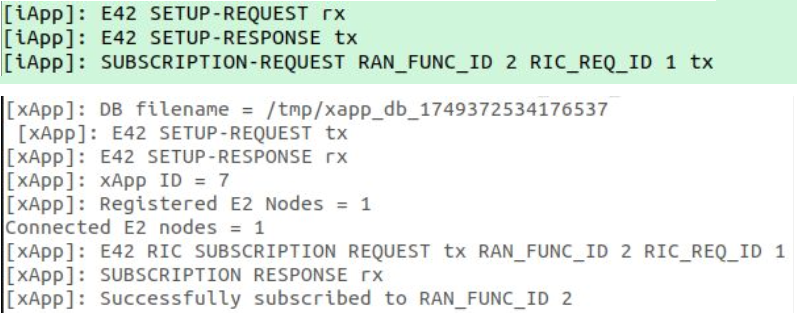 [iApp]: E42 SETUP-REQUEST rx
[iApp]: E42 SETUP-RESPONSE tx
[iApp]: SUBSCRIPTION-REQUEST RAN_FUNC_ID 2 RIC_REQ_ID 1 tx
[xApp]: DB filename = /tmp/xapp_db_1749372534176537
[xApp]: E42 SETUP-REQUEST tx
[xApp]: E42 SETUP-RESPONSE rx
[xApp]: xApp ID = 7
[xApp]: Registered E2 Nodes = 1
Connected E2 nodes = 1
[xApp]: E42 RIC SUBSCRIPTION REQUEST tx RAN_FUNC_ID 2 RIC_REQ_ID 1
[xApp]: SUBSCRIPTION RESPONSE rx
[xApp]: Successfully subscribed to RAN_FUNC_ID 2